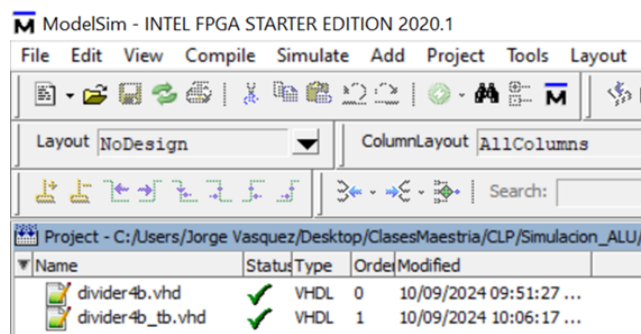 ModelSim - INTEL FPGA STARTER EDITION 2020.1
File Edit View Compile Simulate Add Project Tools Layout
Layout NoDesign ColumnLayout AllColumns
Search:
Project - C:/Users/Jorge Vasquez/Desktop/ClasesMaestria/CLP/Simulacion_ALU/
Name Status Type Order Modified
divider4b.vhd VHDL 0 10/09/2024 09:51:27 ...
divider4b_tb.vhd VHDL 1 10/09/2024 10:06:17 ...